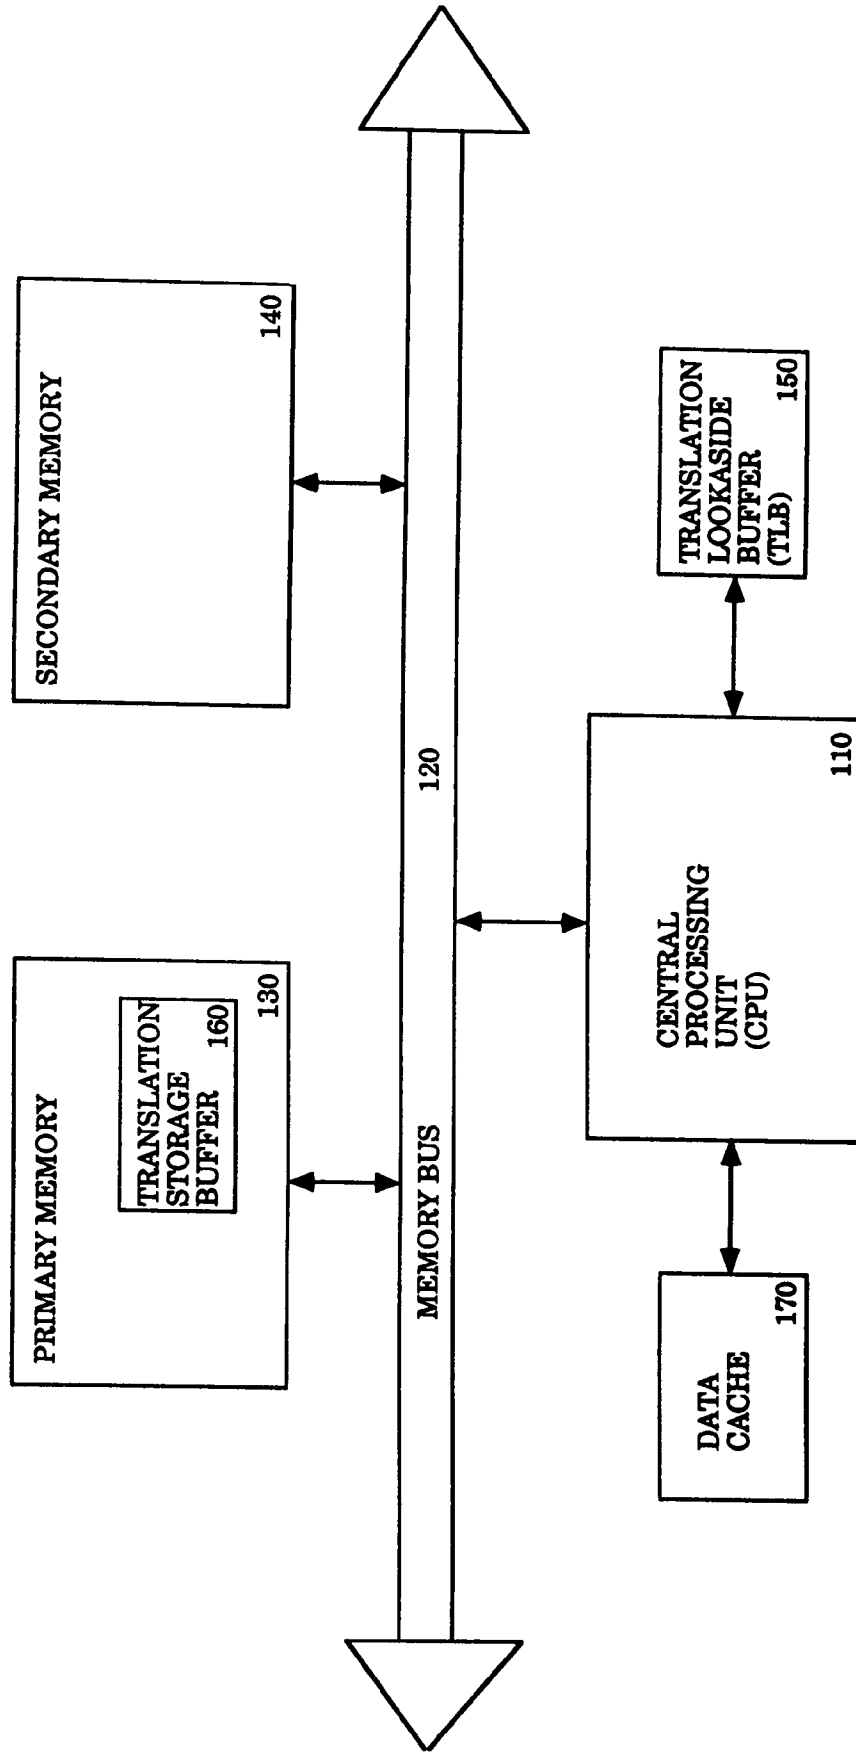 PRIMARY MEMORY
TRANSLATION
STORAGE
BUFFER
160
130
SECONDARY MEMORY
140
MEMORY BUS
120
DATA
CACHE
170
CENTRAL
PROCESSING
UNIT
(CPU)
110
TRANSLATION
LOOKASIDE
BUFFER
(TLB)
150